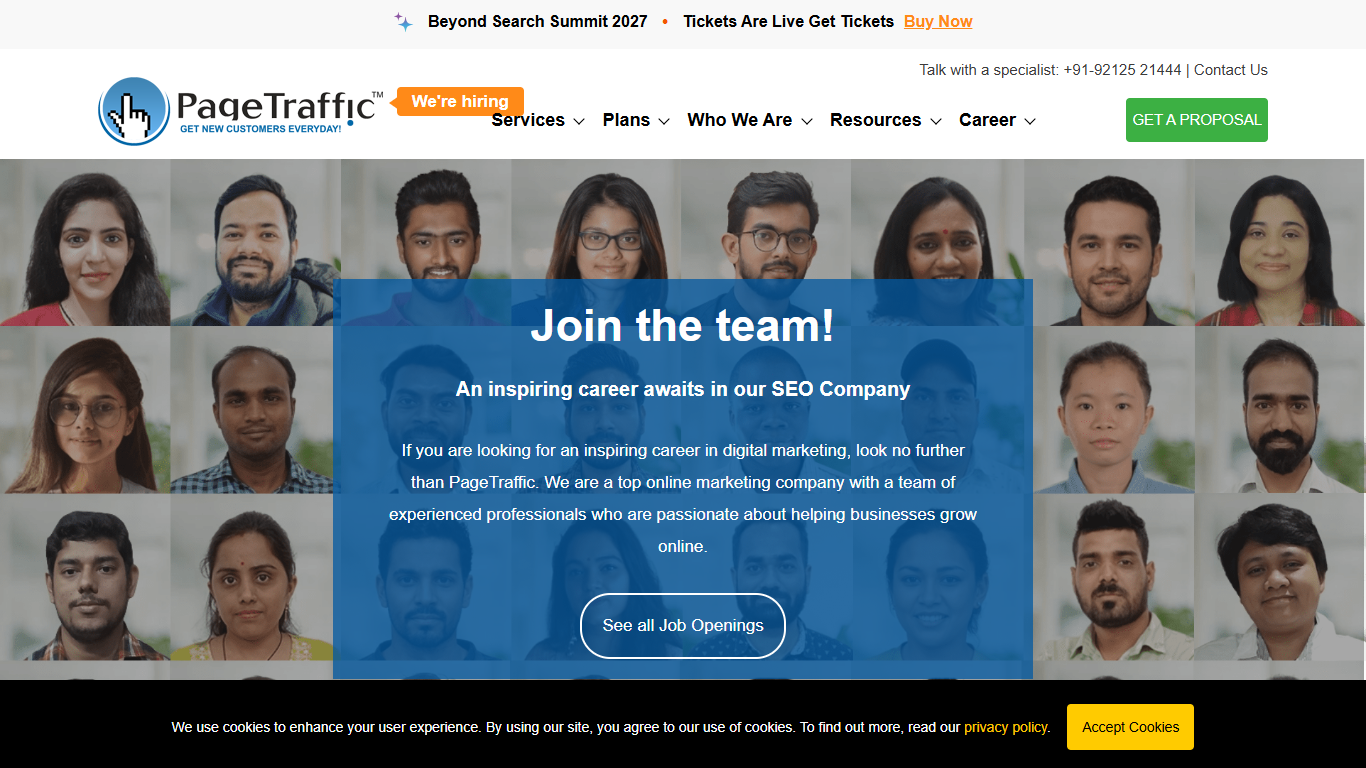 Beyond Search Summit 2027 • Tickets Are Live Get Tickets Buy Now
Talk with a specialist: +91-92125 21444 | Contact Us
PageTraffic™
GET NEW CUSTOMERS EVERYDAY!
We're hiring
Services Plans Who We Are Resources Career
GET A PROPOSAL
Join the team!
An inspiring career awaits in our SEO Company
If you are looking for an inspiring career in digital marketing, look no further
than PageTraffic. We are a top online marketing company with a team of
experienced professionals who are passionate about helping businesses grow
online.
See all Job Openings
We use cookies to enhance your user experience. By using our site, you agree to our use of cookies. To find out more, read our privacy policy.
Accept Cookies